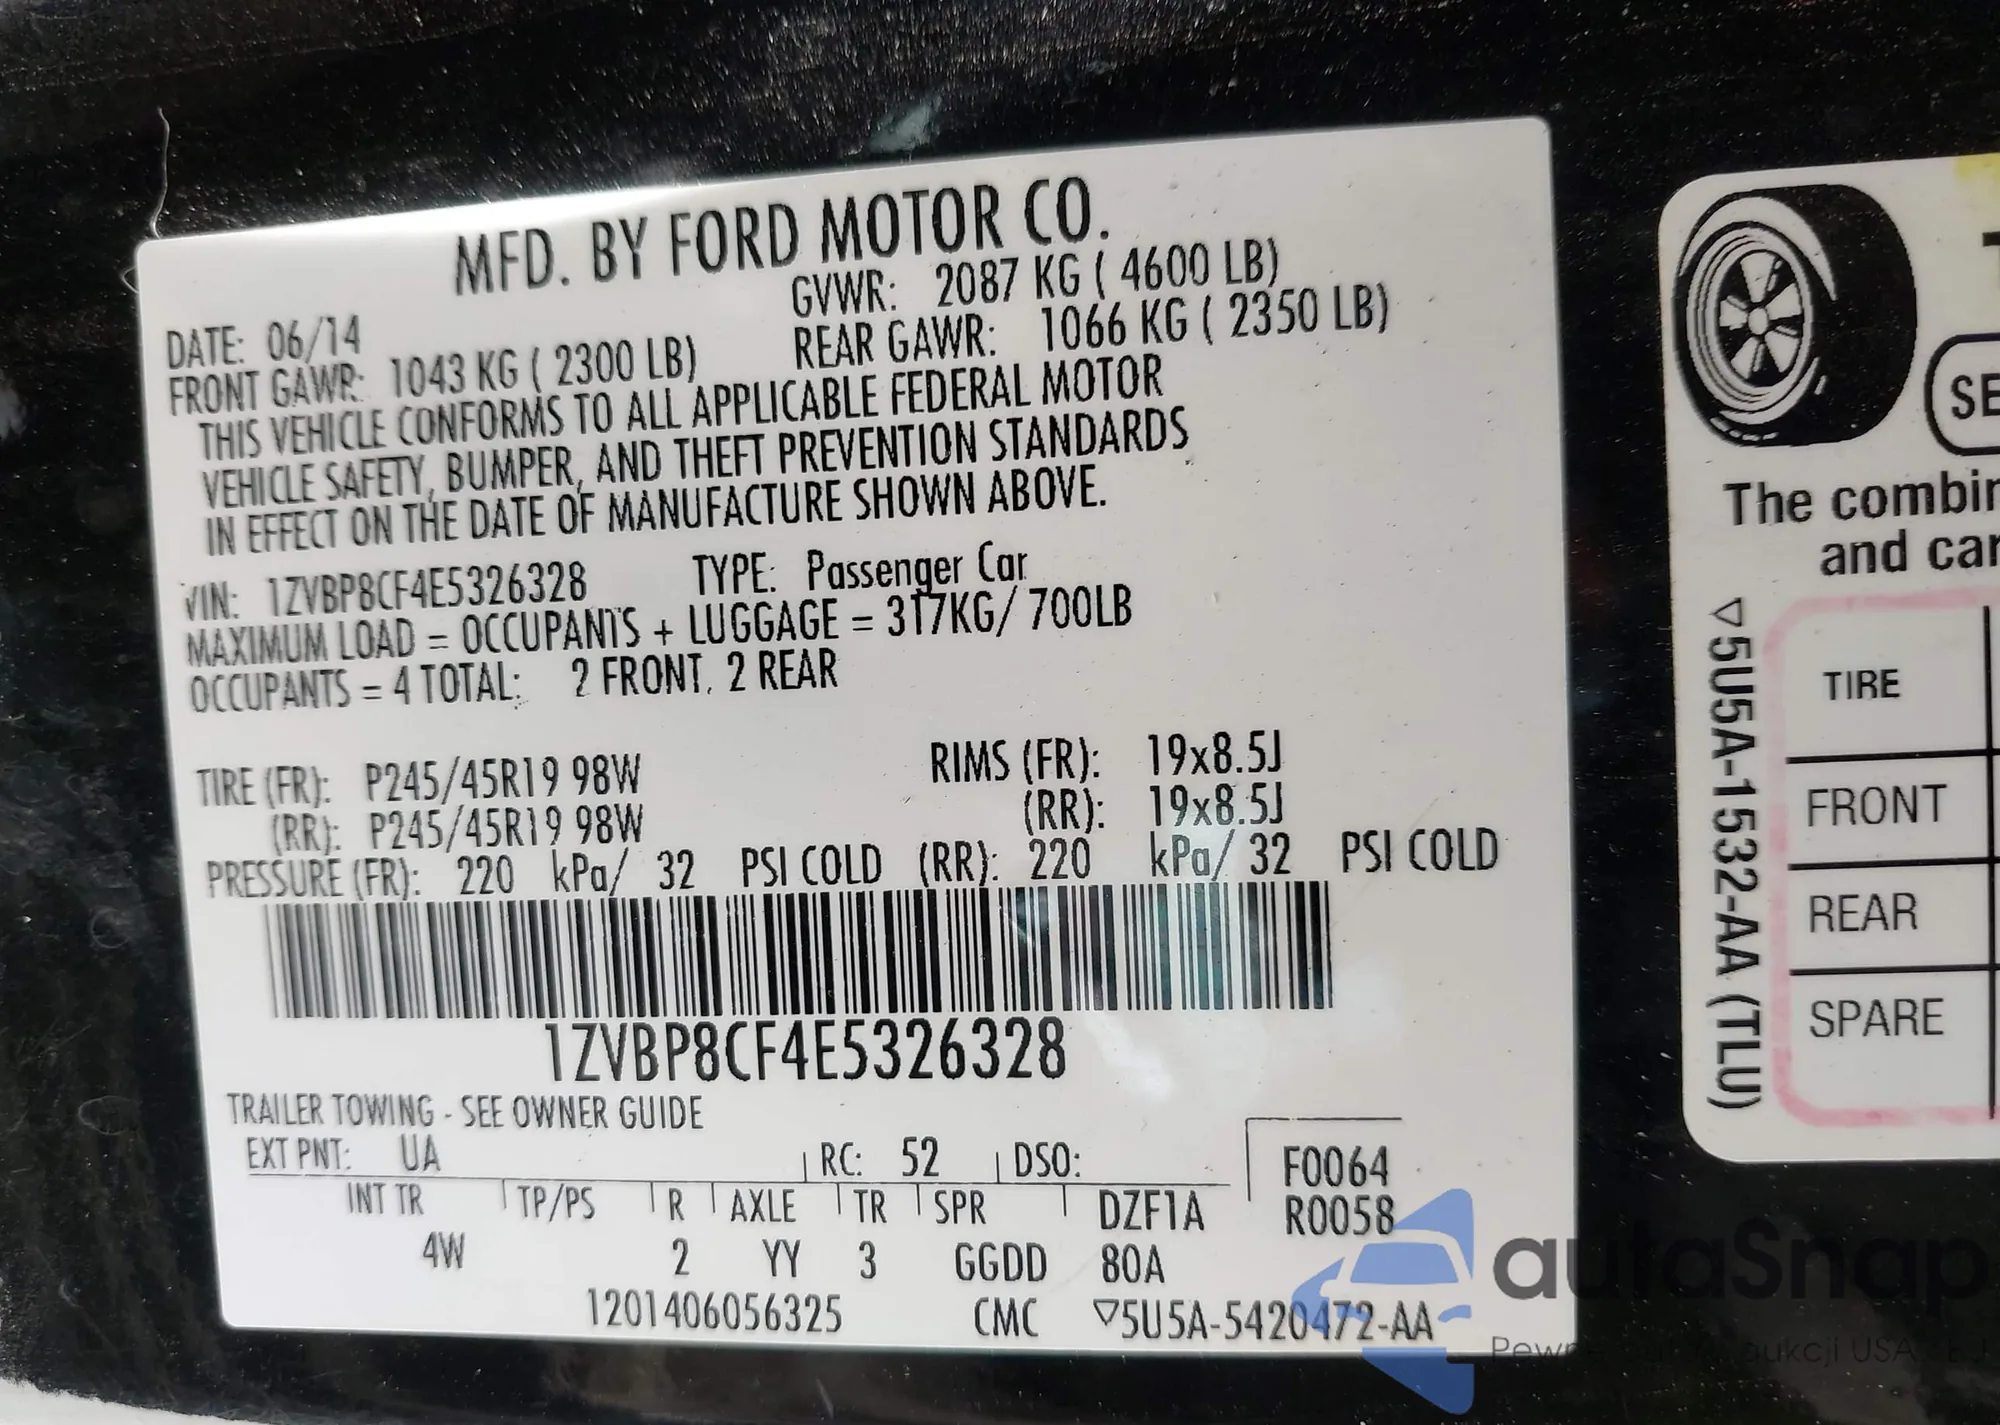 MFD. BY FORD MOTOR CO.
DATE: 06/14 GVWR: 2087 KG ( 4600 LB)
FRONT GAWR: 1043 KG ( 2300 LB) REAR GAWR: 1066 KG ( 2350 LB)
THIS VEHICLE CONFORMS TO ALL APPLICABLE FEDERAL MOTOR
VEHICLE SAFETY, BUMPER, AND THEFT PREVENTION STANDARDS
IN EFFECT ON THE DATE OF MANUFACTURE SHOWN ABOVE.
VIN: 1ZVBP8CF4E5326328 TYPE: Passenger Car
MAXIMUM LOAD = OCCUPANTS + LUGGAGE = 317KG/ 700LB
OCCUPANTS = 4 TOTAL: 2 FRONT, 2 REAR
TIRE (FR): P245/45R19 98W RIMS (FR): 19x8.5J
(RR): P245/45R19 98W (RR): 19x8.5J
PRESSURE (FR): 220 kPa/ 32 PSI COLD (RR): 220 kPa/ 32 PSI COLD
1ZVBP8CF4E5326328
TRAILER TOWING - SEE OWNER GUIDE
EXT PNT: UA RC: 52 DSO: F0064
INT TR TP/PS R AXLE TR SPR DZF1A R0058
4W 2 YY 3 GGDD 80A
1201406056325 CMC ▽5U5A-5420472-AA
SE
The combin
and car
▽5U5A-1532-AA (TLU)
TIRE
FRONT
REAR
SPARE
autaSnap
aukcji USA